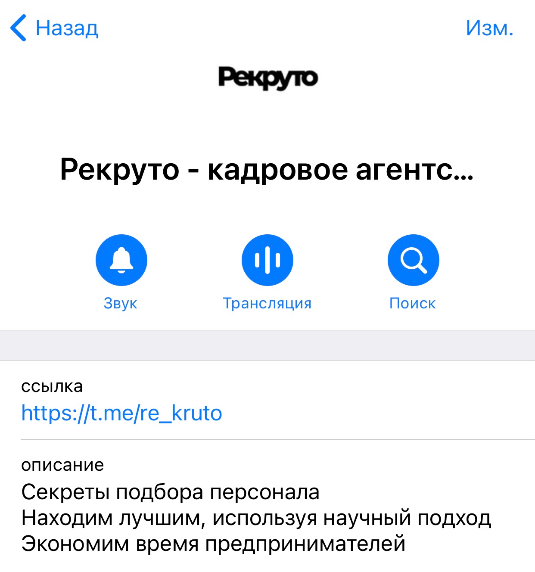 Назад
Изм.
Рекруто
Рекруто - кадровое агентс...
Звук
Трансляция
Поиск
ссылка
https://t.me/re_kruto
описание
Секреты подбора персонала
Находим лучшим, используя научный подход
Экономим время предпринимателей